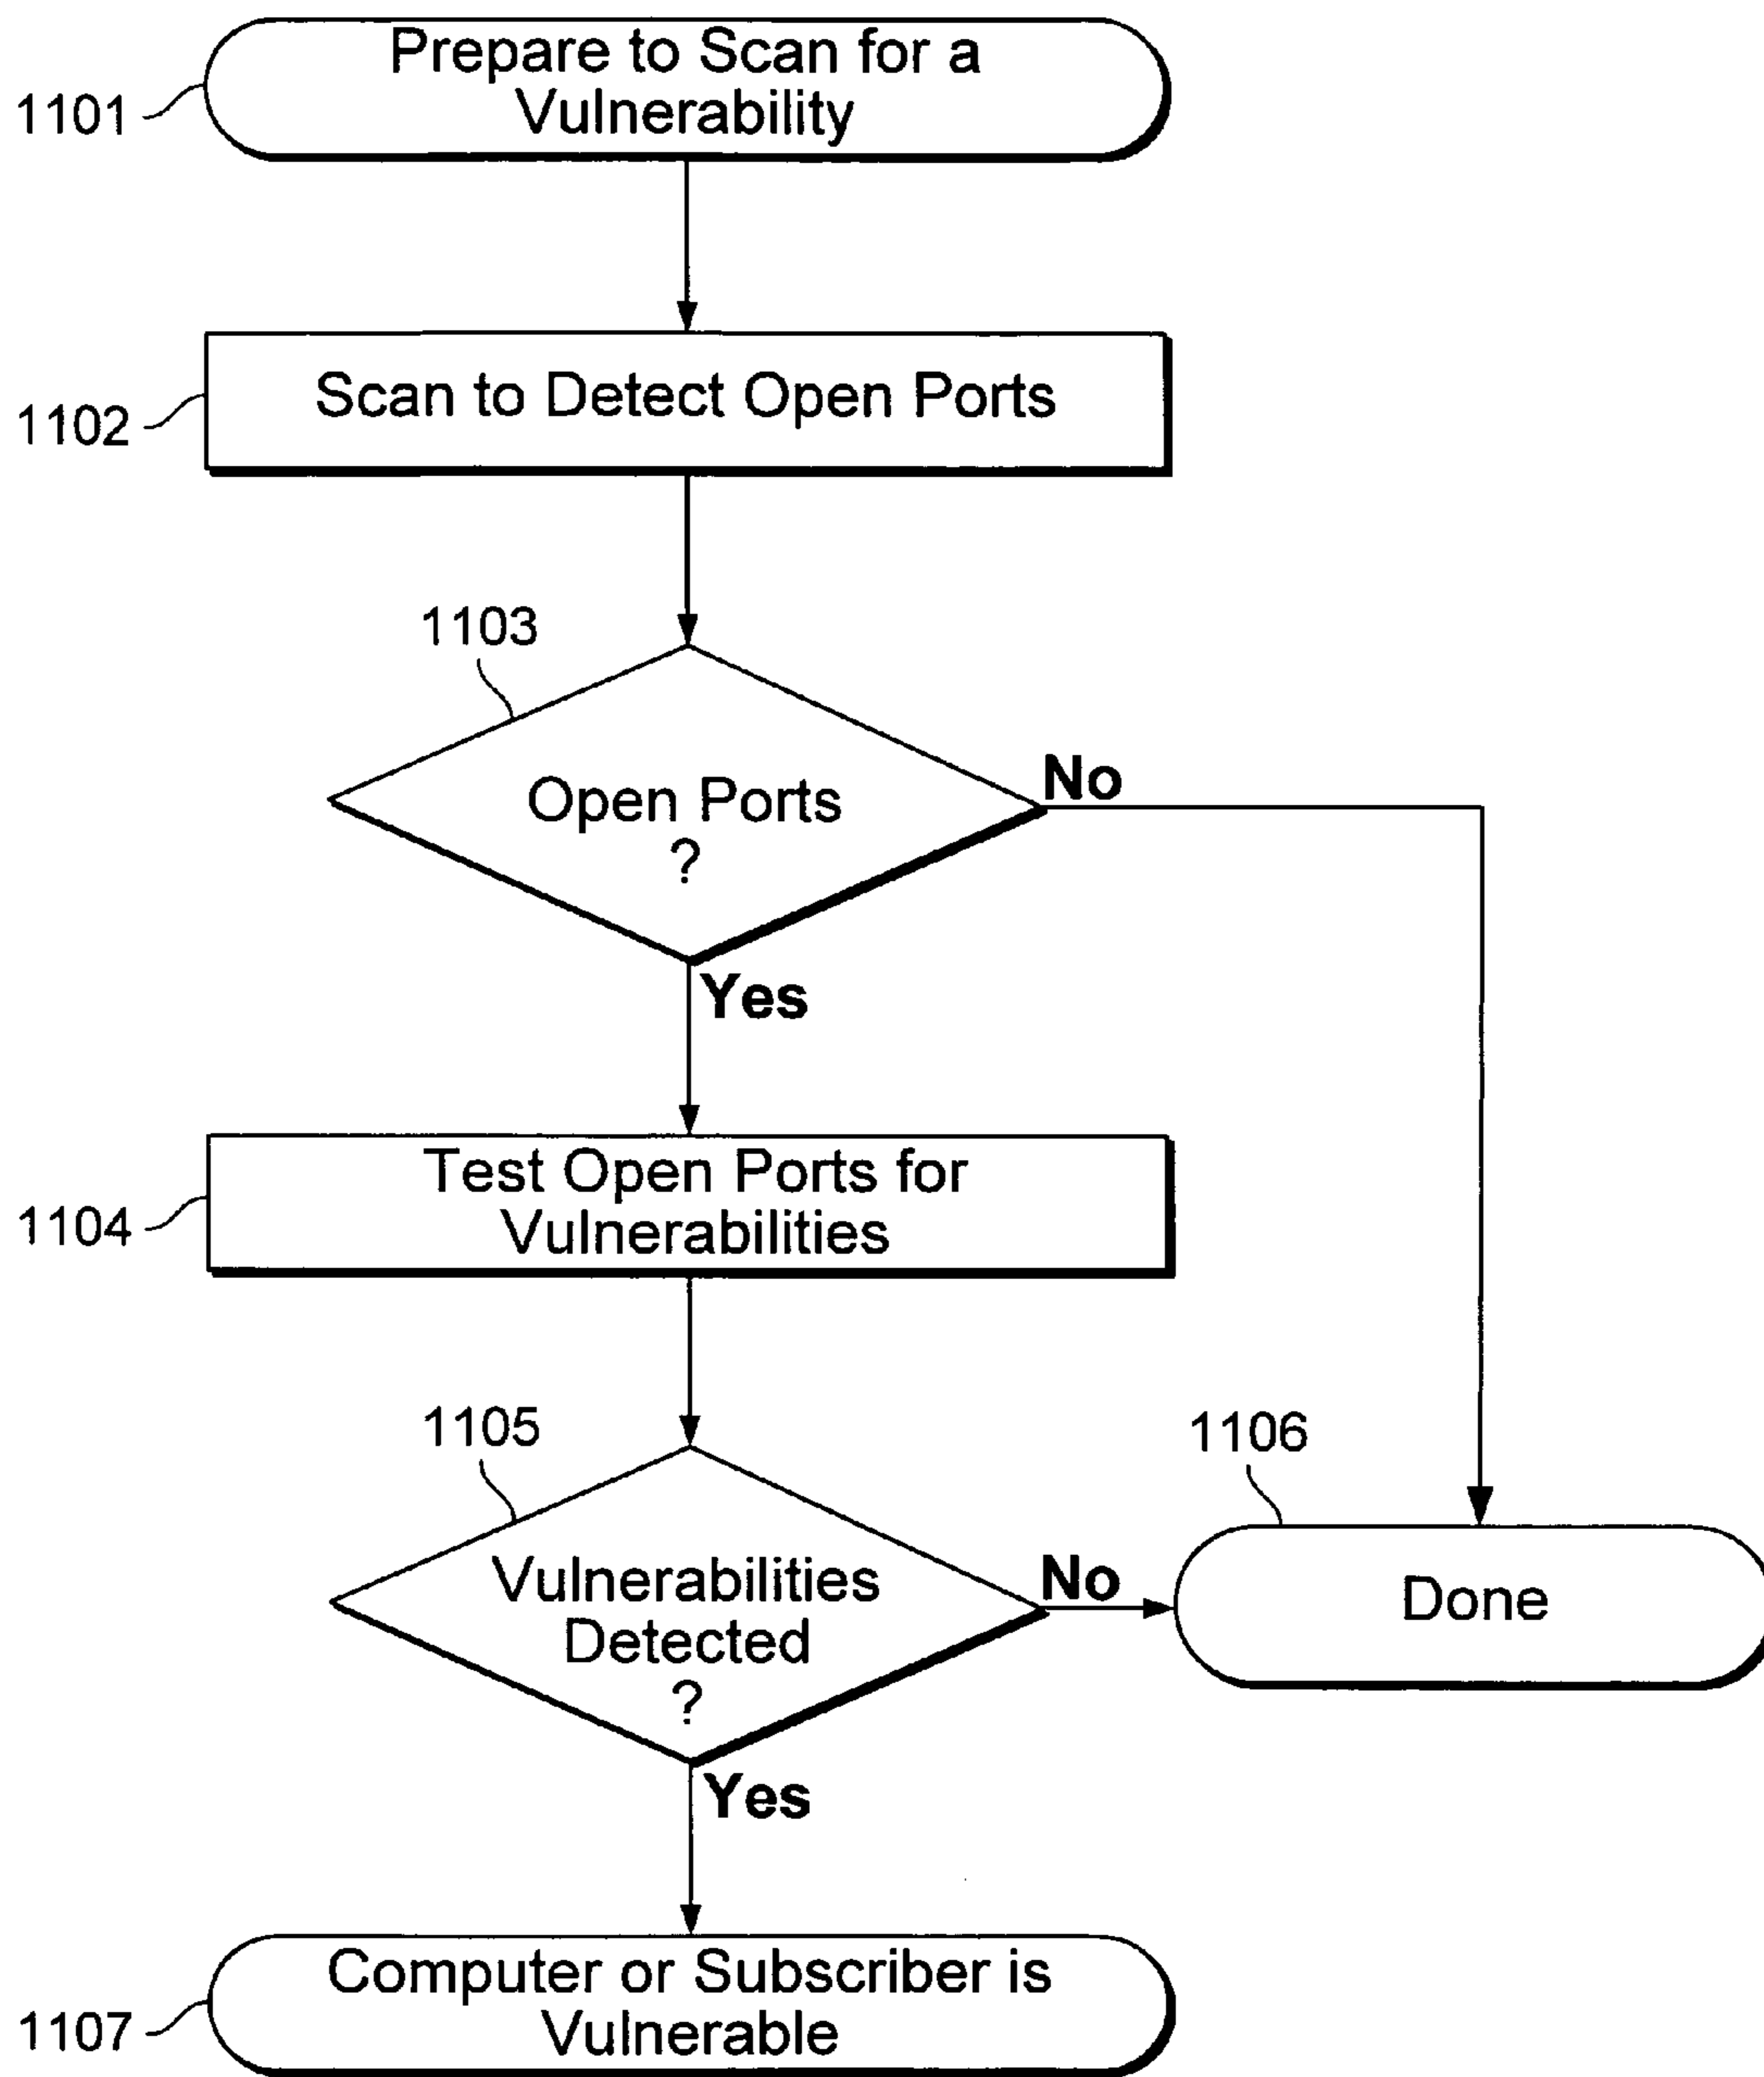 Prepare to Scan for a
Vulnerability
1101
Scan to Detect Open Ports
1102
1103
Open Ports
?
No
Yes
Test Open Ports for
Vulnerabilities
1104
1105
Vulnerabilities
Detected
?
No
1106
Done
Yes
Computer or Subscriber is
Vulnerable
1107